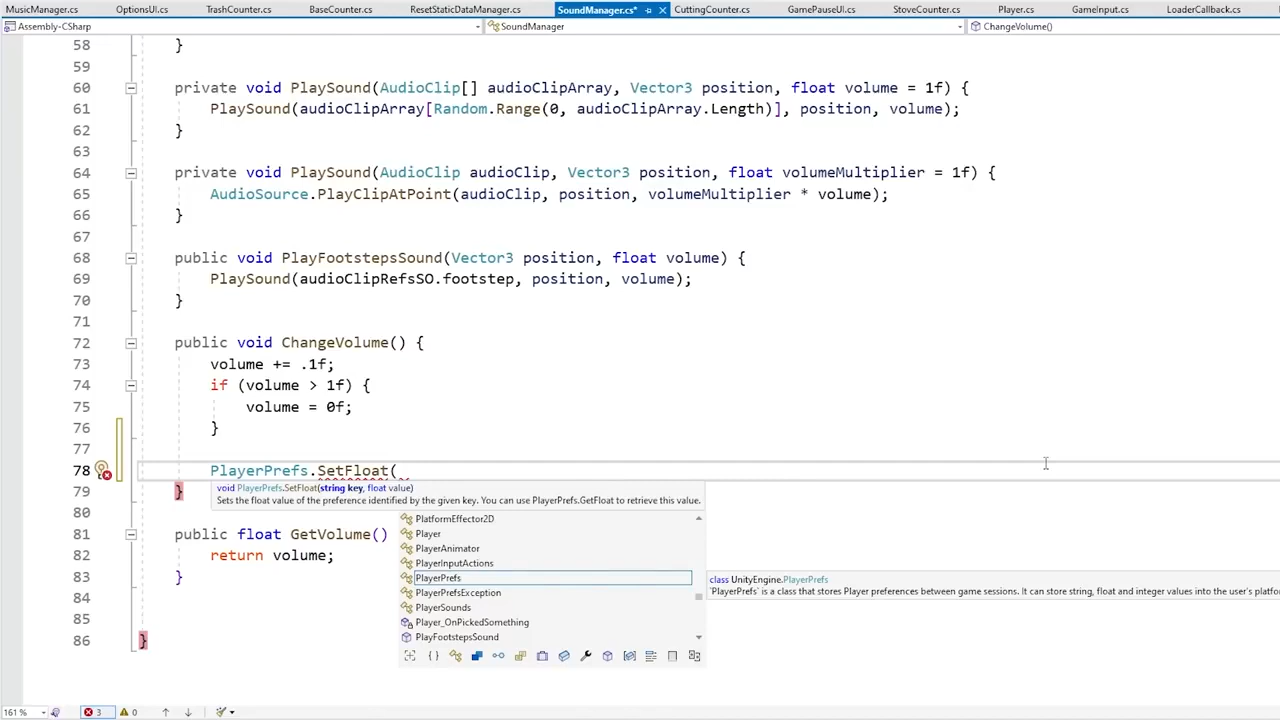 MusicManager.cs OptionsUI.cs TrashCounter.cs BaseCounter.cs ResetStaticDataManager.cs SoundManager.cs* CuttingCounter.cs GamePauseUI.cs StoveCounter.cs Player.cs GameInput.cs LoaderCallback.cs
Assembly-CSharp SoundManager ChangeVolume()
58 }
59
60 private void PlaySound(AudioClip[] audioClipArray, Vector3 position, float volume = 1f) {
61 PlaySound(audioClipArray[Random.Range(0, audioClipArray.Length)], position, volume);
62 }
63
64 private void PlaySound(AudioClip audioClip, Vector3 position, float volumeMultiplier = 1f) {
65 AudioSource.PlayClipAtPoint(audioClip, position, volumeMultiplier * volume);
66 }
67
68 public void PlayFootstepsSound(Vector3 position, float volume) {
69 PlaySound(audioClipRefsSO.footstep, position, volume);
70 }
71
72 public void ChangeVolume() {
73 volume += .1f;
74 if (volume > 1f) {
75 volume = 0f;
76 }
77
78 PlayerPrefs.SetFloat(
79 }
void PlayerPrefs.SetFloat(string key, float value)
Sets the float value of the preference identified by the given key. You can use PlayerPrefs.GetFloat to retrieve this value.
80
81 public float GetVolume()
82 return volume;
83 }
84
85
86 }
PlatformEffector2D
Player
PlayerAnimator
PlayerInputActions
PlayerPrefs
PlayerPrefsException
PlayerSounds
Player_OnPickedSomething
PlayFootstepsSound
class UnityEngine.PlayerPrefs
`PlayerPrefs` is a class that stores Player preferences between game sessions. It can store string, float and integer values into the user's platfo
161 % 3 0